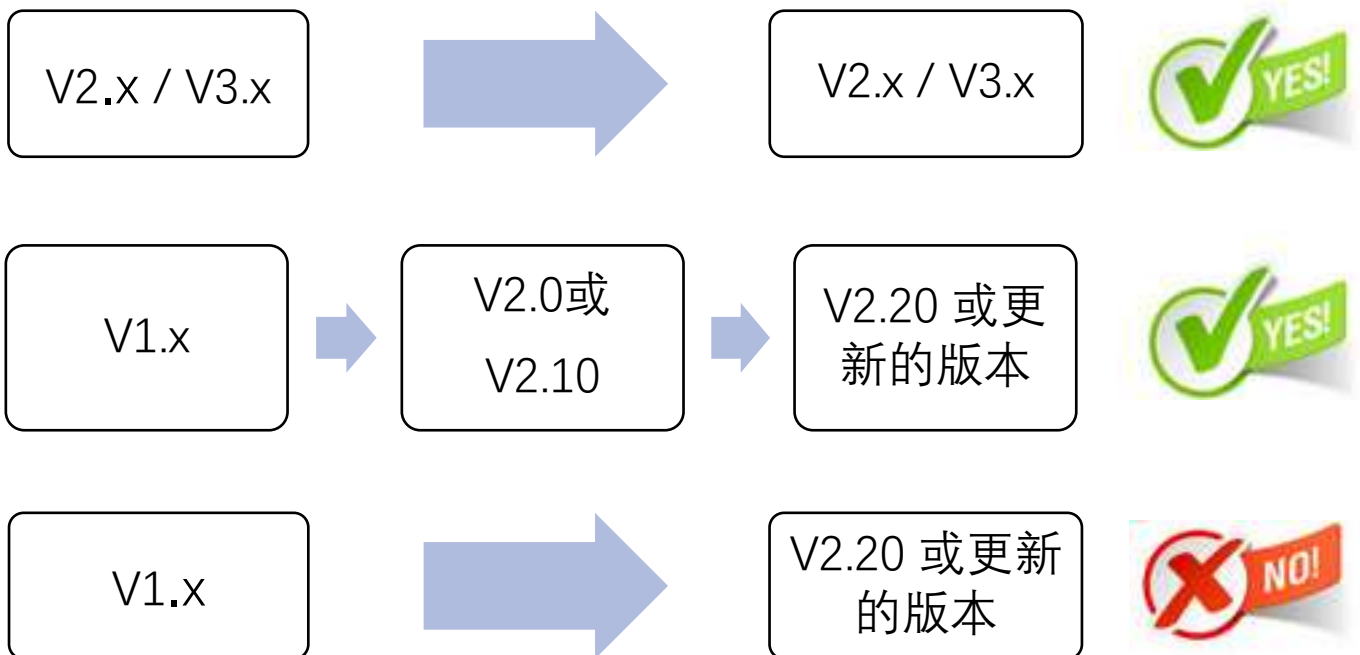 V2.x / V3.x
V2.x / V3.x
YES!
V1.x
V2.0或
V2.10
V2.20 或更
新的版本
YES!
V1.x
V2.20 或更新
的版本
NO!